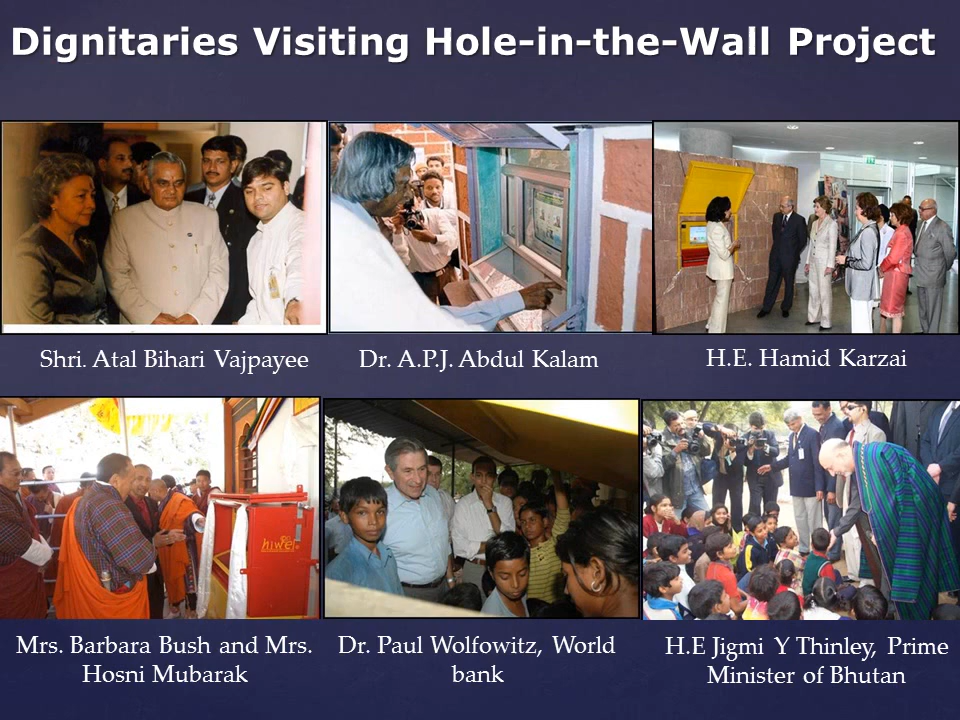 Dignitaries Visiting Hole-in-the-Wall Project
Shri. Atal Bihari Vajpayee
Dr. A.P.J. Abdul Kalam
H.E. Hamid Karzai
hiwel
Mrs. Barbara Bush and Mrs.
Hosni Mubarak
Dr. Paul Wolfowitz, World
bank
H.E Jigmi Y Thinley, Prime
Minister of Bhutan